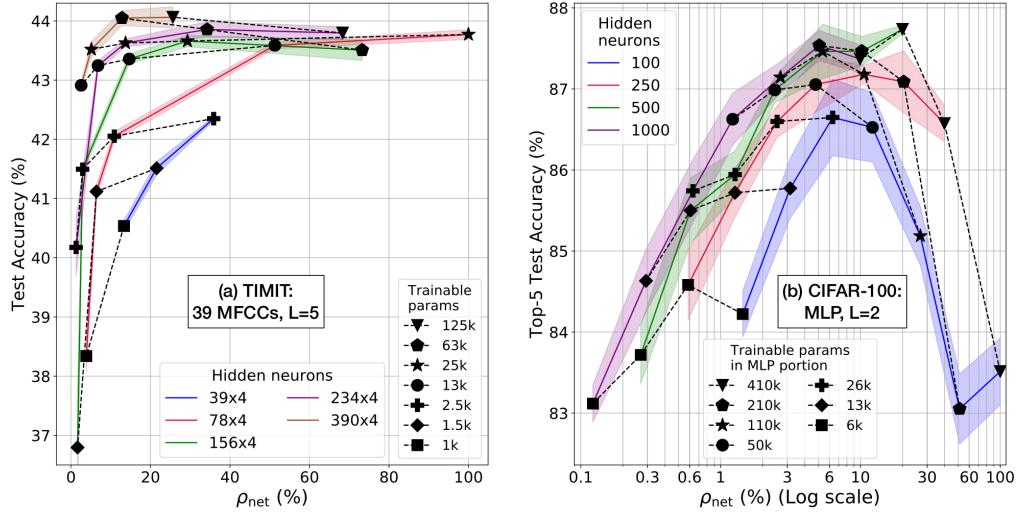 Test Accuracy (%)
44
43
42
41
40
39
38
37
0
20
40
60
80
100
ρnet (%)
(a) TIMIT:
39 MFCCs, L=5
Hidden neurons
39x4
78x4
156x4
234x4
390x4
Trainable
params
125k
63k
25k
13k
2.5k
1.5k
1k
Top-5 Test Accuracy (%)
88
87
86
85
84
83
0.1
0.3
0.6
1
3
6
10
30
60
100
ρnet (%) (Log scale)
Hidden
neurons
100
250
500
1000
(b) CIFAR-100:
MLP, L=2
Trainable params
in MLP portion
410k
210k
110k
50k
26k
13k
6k